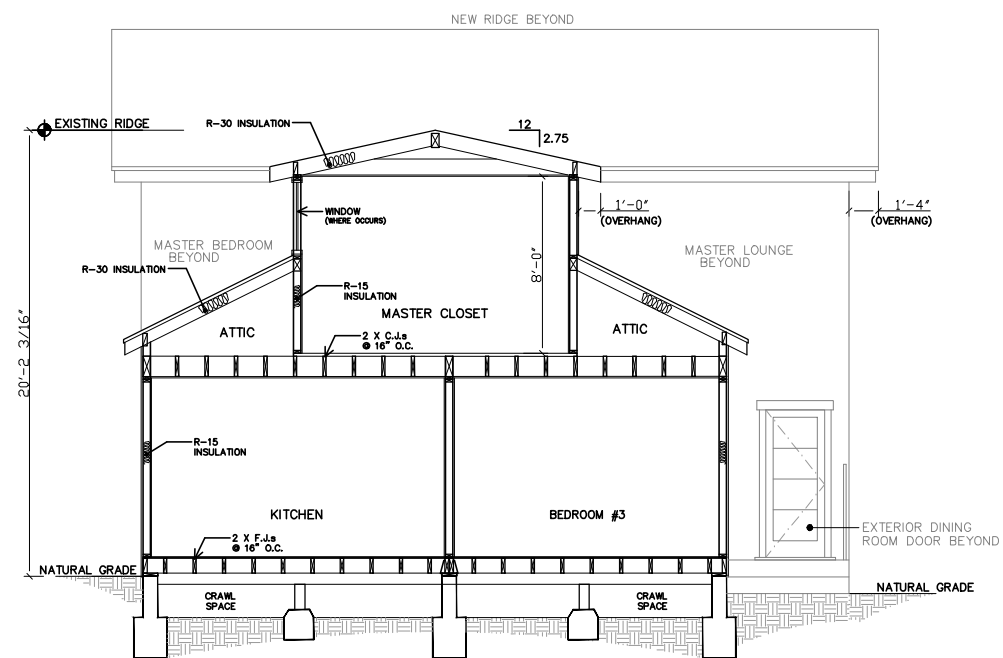 NEW RIDGE BEYOND
EXISTING RIDGE
R-30 INSULATION
12
2.75
WINDOW
(WHERE OCCURS)
1'-0"
(OVERHANG)
1'-4"
(OVERHANG)
MASTER BEDROOM
BEYOND
MASTER LOUNGE
BEYOND
R-30 INSULATION
8'-0"
R-15
INSULATION
MASTER CLOSET
ATTIC
ATTIC
2 X C.J.s
@ 16" O.C.
20'-2 3/16"
R-15
INSULATION
KITCHEN
BEDROOM #3
EXTERIOR DINING
ROOM DOOR BEYOND
2 X F.J.s
@ 16" O.C.
NATURAL GRADE
NATURAL GRADE
CRAWL
SPACE
CRAWL
SPACE